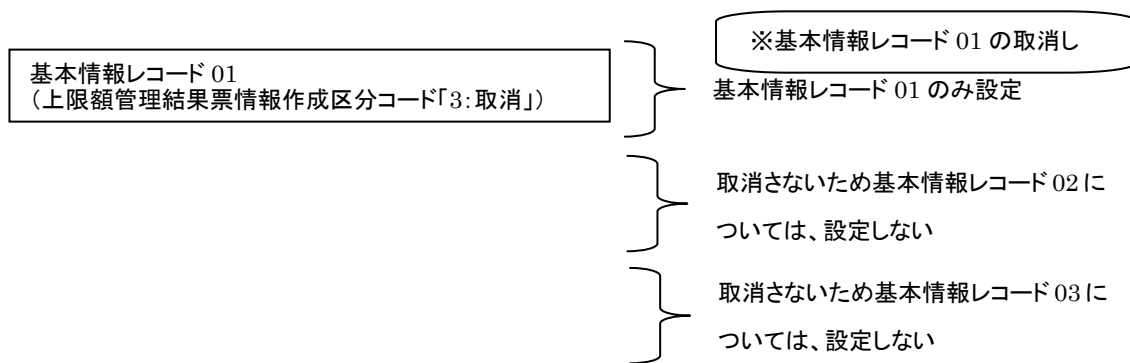 ※基本情報レコード 01 の取消し
基本情報レコード 01
(上限額管理結果票情報作成区分コード「3:取消」)
基本情報レコード 01 のみ設定
取消さないため基本情報レコード 02 に
ついては、設定しない
取消さないため基本情報レコード 03 に
ついては、設定しない